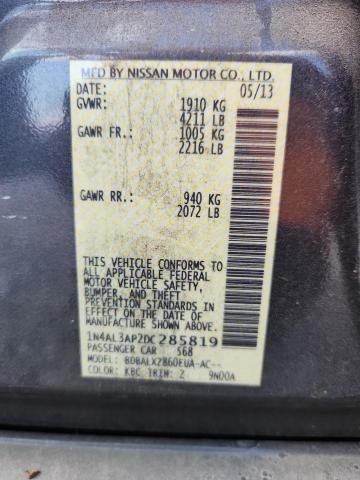 MFD BY NISSAN MOTOR CO., LTD.
DATE: 05/13
GVWR: 1910 KG
4211 LB
GAWR FR.: 1005 KG
2216 LB
GAWR RR.: 940 KG
2072 LB
THIS VEHICLE CONFORMS TO
ALL APPLICABLE FEDERAL
MOTOR VEHICLE SAFETY,
BUMPER, AND THEFT
PREVENTION STANDARDS IN
EFFECT ON THE DATE OF
MANUFACTURE SHOWN ABOVE.
1N4AL3AP2DC285819
PASSENGER CAR 568
MODEL: BDBALX2B60EUA-AC--
COLOR: KBC TRIM: Z 9N00A